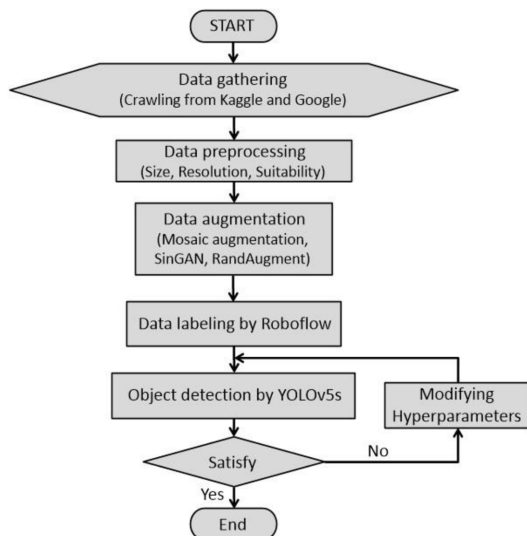 START
Data gathering
(Crawling from Kaggle and Google)
Data preprocessing
(Size, Resolution, Suitability)
Data augmentation
(Mosaic augmentation,
SinGAN, RandAugment)
Data labeling by Roboflow
Object detection by YOLOv5s
Modifying
Hyperparameters
Satisfy
No
Yes
End